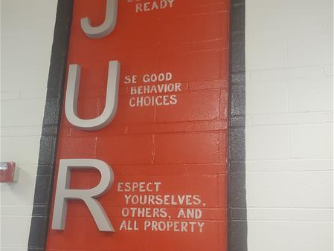 J
READY
U
SE GOOD
BEHAVIOR
CHOICES
R
ESPECT
YOURSELVES,
OTHERS, AND
ALL PROPERTY